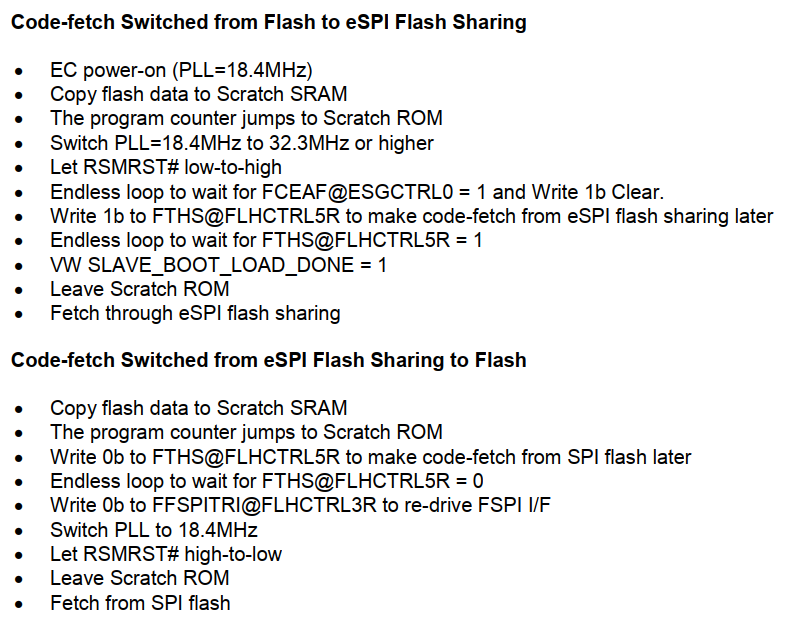 Code-fetch Switched from Flash to eSPI Flash Sharing
• EC power-on (PLL=18.4MHz)
• Copy flash data to Scratch SRAM
• The program counter jumps to Scratch ROM
• Switch PLL=18.4MHz to 32.3MHz or higher
• Let RSMRST# low-to-high
• Endless loop to wait for FCEAF@ESGCTRL0 = 1 and Write 1b Clear.
• Write 1b to FTHS@FLHCTRL5R to make code-fetch from eSPI flash sharing later
• Endless loop to wait for FTHS@FLHCTRL5R = 1
• VW SLAVE_BOOT_LOAD_DONE = 1
• Leave Scratch ROM
• Fetch through eSPI flash sharing
Code-fetch Switched from eSPI Flash Sharing to Flash
• Copy flash data to Scratch SRAM
• The program counter jumps to Scratch ROM
• Write 0b to FTHS@FLHCTRL5R to make code-fetch from SPI flash later
• Endless loop to wait for FTHS@FLHCTRL5R = 0
• Write 0b to FFSPITRI@FLHCTRL3R to re-drive FSPI I/F
• Switch PLL to 18.4MHz
• Let RSMRST# high-to-low
• Leave Scratch ROM
• Fetch from SPI flash